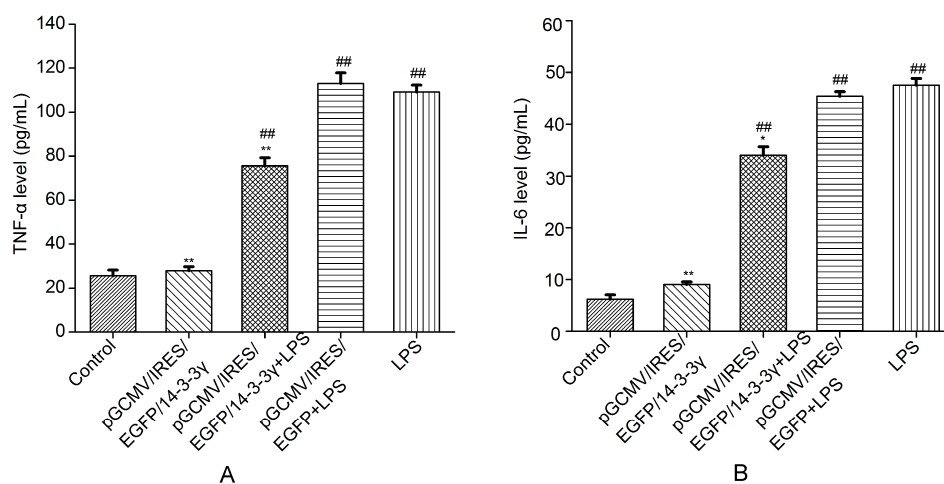 140
120
100
80
60
40
20
0
TNF-α level (pg/mL)
**
##
**
##
##
Control
pGCMV/IRES/
EGFP/14-3-3γ
pGCMV/IRES/
EGFP/14-3-3γ+LPS
pGCMV/IRES/
EGFP+LPS
LPS
A
60
50
40
30
20
10
0
IL-6 level (pg/mL)
**
##
*
##
##
Control
pGCMV/IRES/
EGFP/14-3-3γ
pGCMV/IRES/
EGFP/14-3-3γ+LPS
pGCMV/IRES/
EGFP+LPS
LPS
B